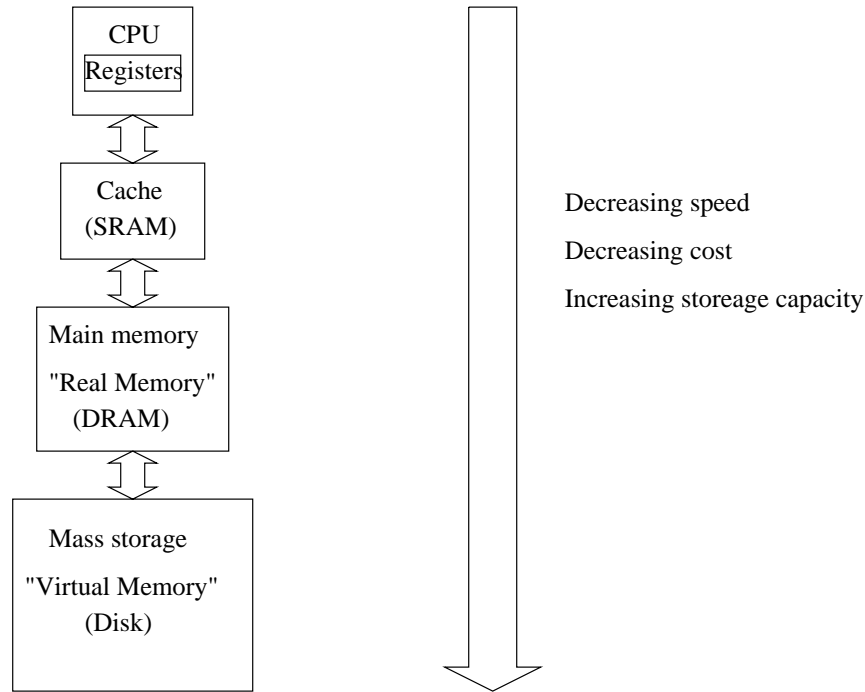 CPU
Registers
Cache
(SRAM)
Main memory
"Real Memory"
(DRAM)
Mass storage
"Virtual Memory"
(Disk)
Decreasing speed
Decreasing cost
Increasing storeage capacity